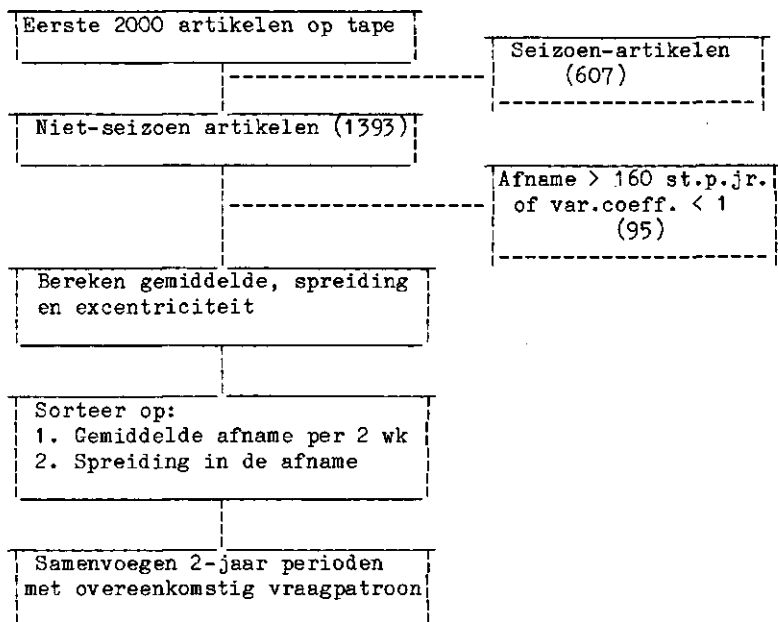 Eerste 2000 artikelen op tape
Seizoen-artikelen
(607)
Niet-seizoen artikelen (1393)
Afname > 160 st.p.jr.
of var.coeff. < 1
(95)
Bereken gemiddelde, spreiding
en excentriciteit
Sorteer op:
1. Gemiddelde afname per 2 wk
2. Spreiding in de afname
Samenvoegen 2-jaar perioden
met overeenkomstig vraagpatroon